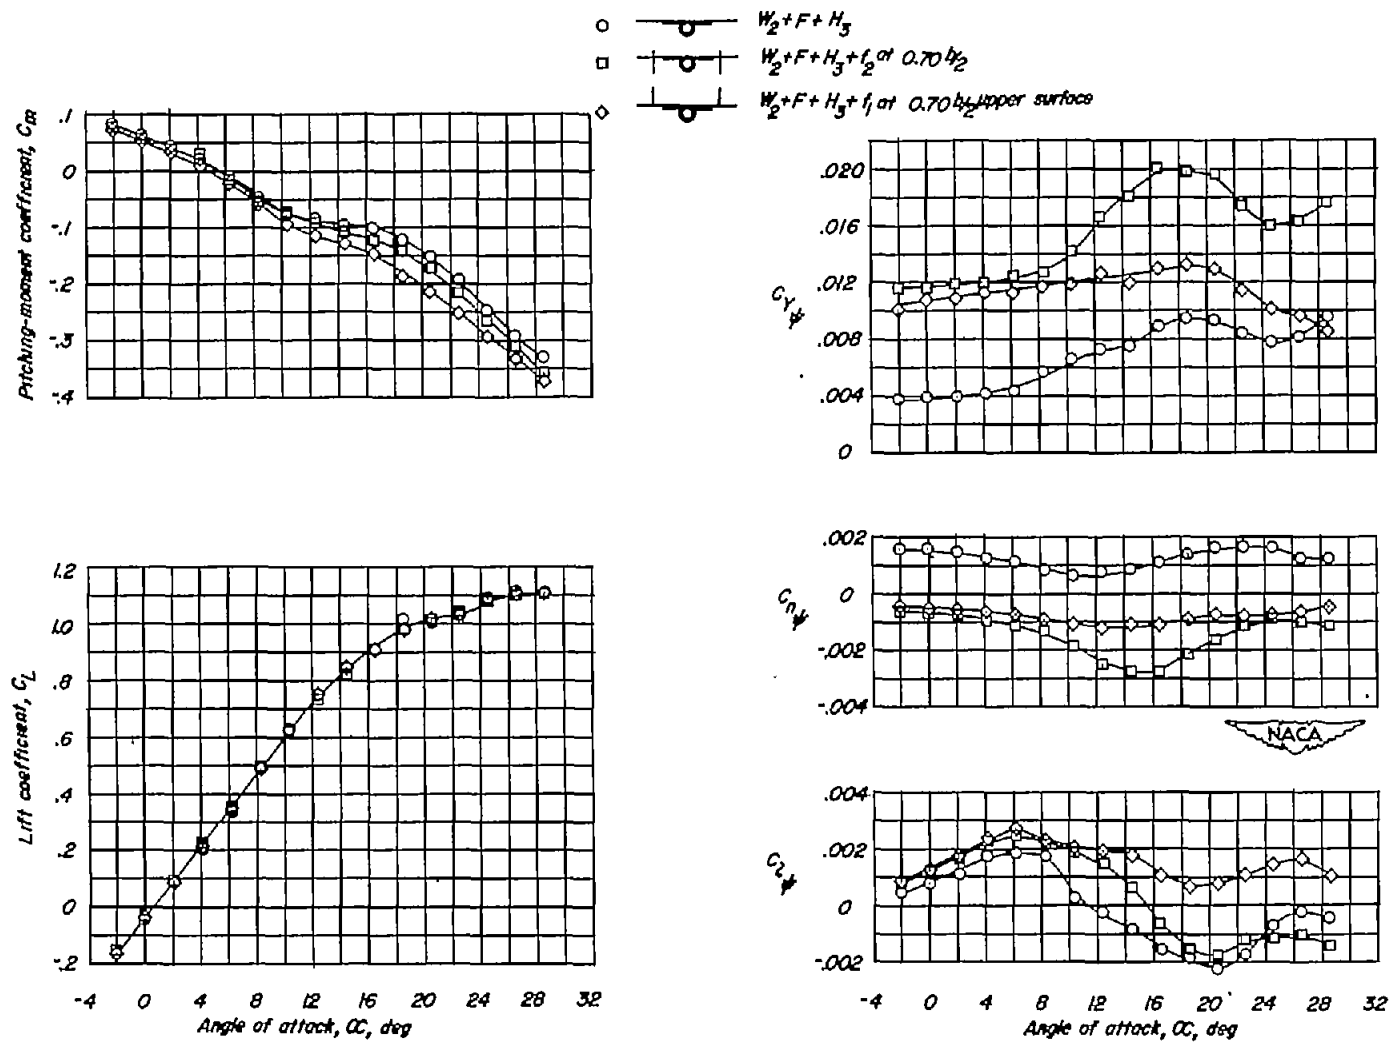 W₂+F+H₃
W₂+F+H₃+f₂ at 0.70 b/2
W₂+F+H₃+f₁ at 0.70 b/2 upper surface
Pitching-moment coefficient, Cm
.1
0
-.1
-.2
-.3
-.4
Lift coefficient, CL
1.2
1.0
.8
.6
.4
.2
0
-.2
-4 0 4 8 12 16 20 24 28 32
Angle of attack, α, deg
CYψ
.020
.016
.012
.008
.004
0
Cnψ
.002
0
-.002
-.004
NACA
Clψ
.004
.002
0
-.002
-4 0 4 8 12 16 20 24 28 32
Angle of attack, α, deg